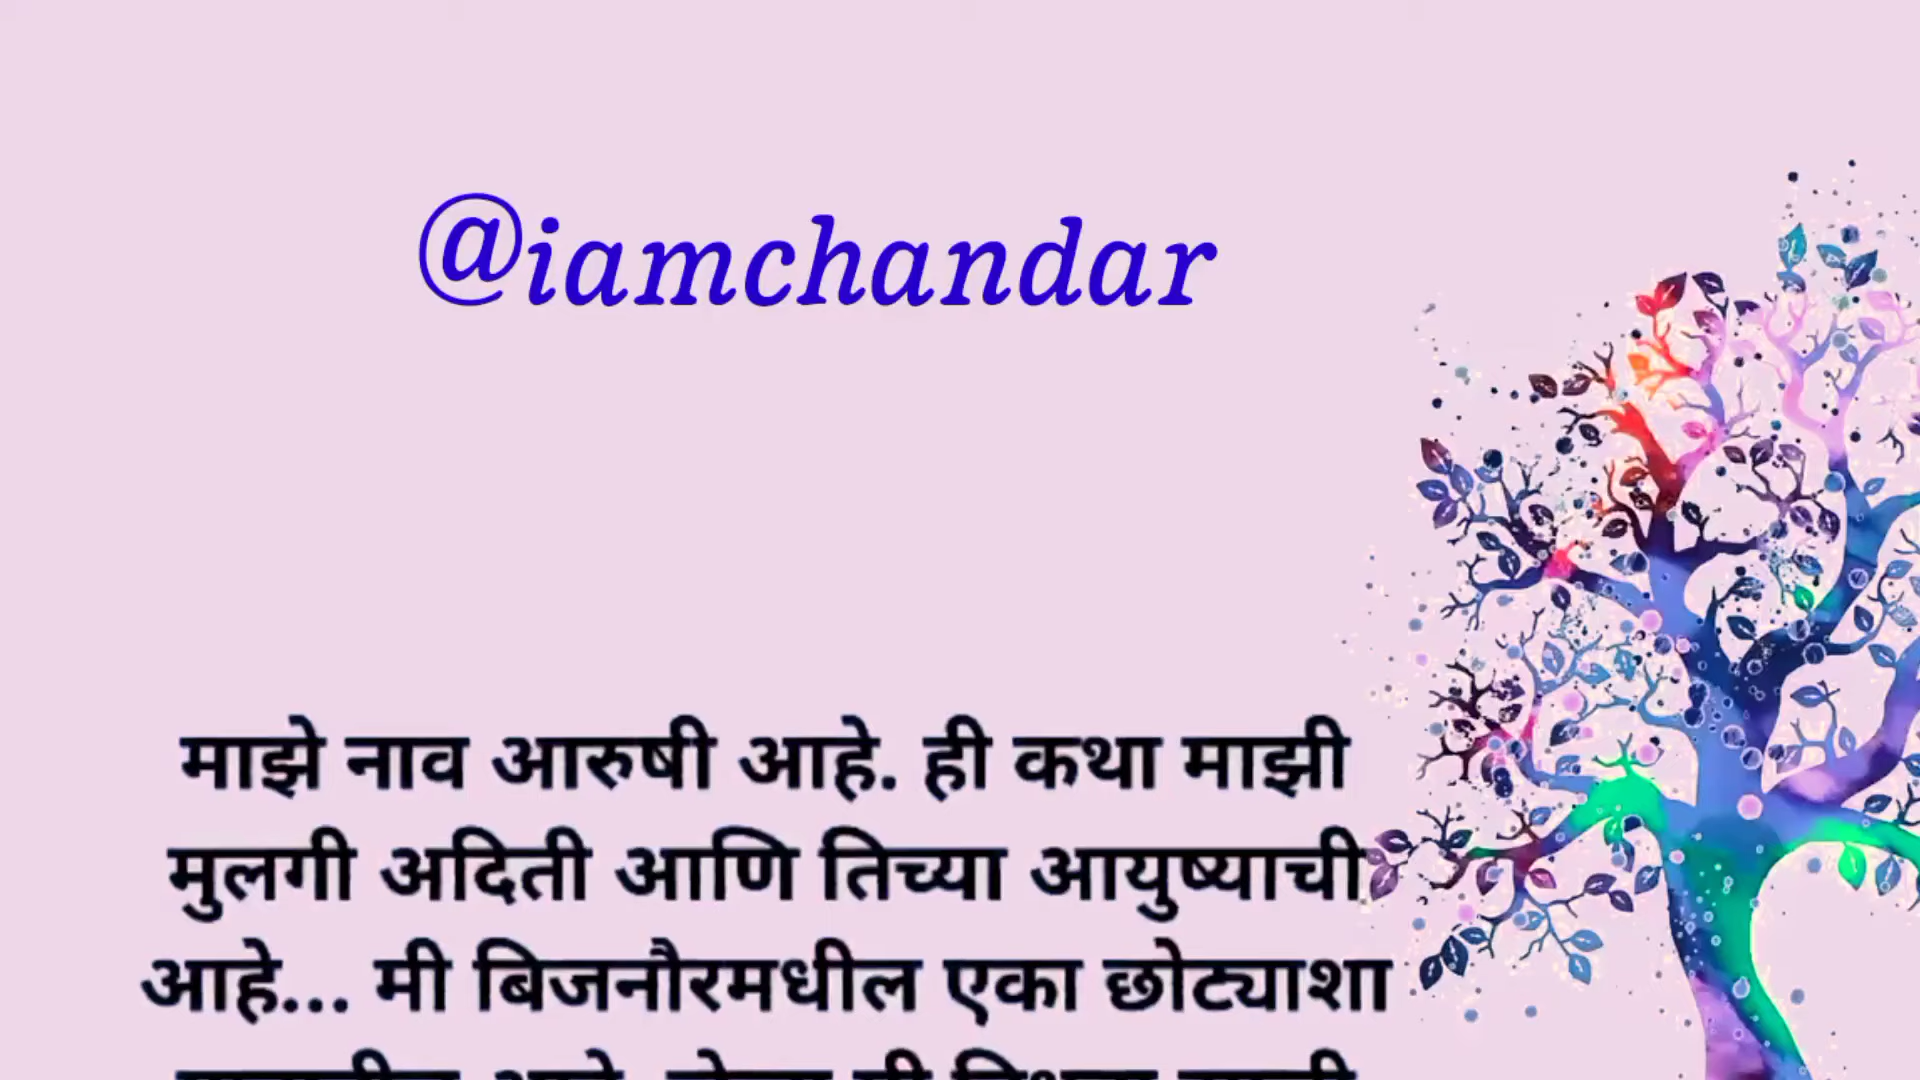 @iamchandar
माझे नाव आरुषी आहे. ही कथा माझी
मुलगी अदिती आणि तिच्या आयुष्याची
आहे... मी बिजनौरमधील एका छोट्याशा